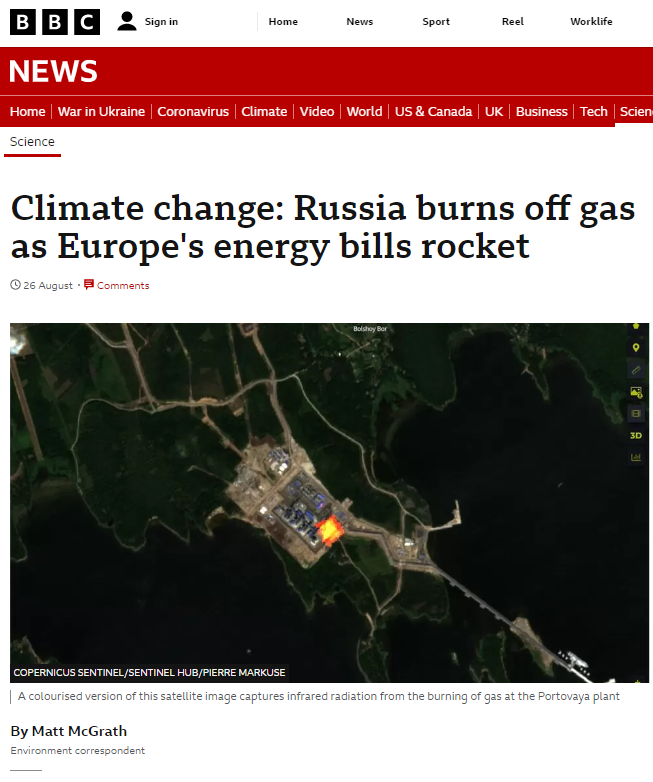 BBC
Sign in
Home
News
Sport
Reel
Worklife
NEWS
Home
War in Ukraine
Coronavirus
Climate
Video
World
US & Canada
UK
Business
Tech
Scien
Science
Climate change: Russia burns off gas
as Europe's energy bills rocket
26 August · Comments
Bolshoy Bor
3D
COPERNICUS SENTINEL/SENTINEL HUB/PIERRE MARKUSE
A colourised version of this satellite image captures infrared radiation from the burning of gas at the Portovaya plant
By Matt McGrath
Environment correspondent